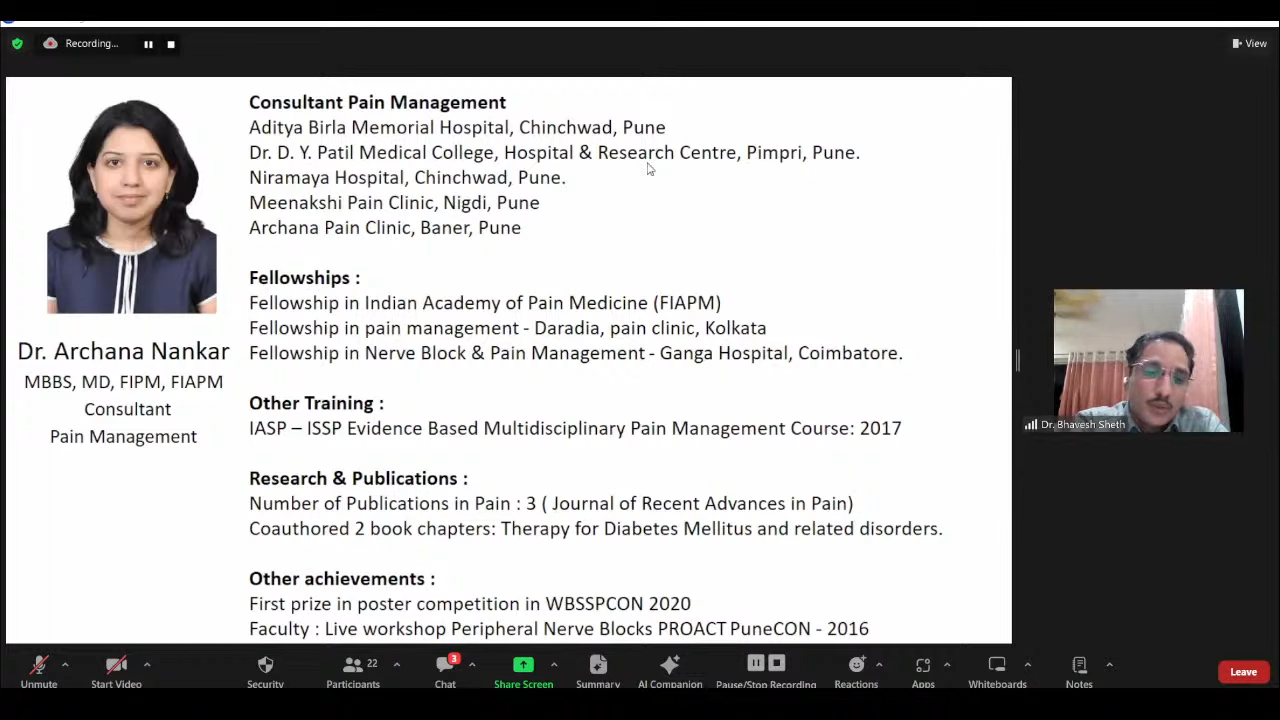 Recording...
View
Consultant Pain Management
Aditya Birla Memorial Hospital, Chinchwad, Pune
Dr. D. Y. Patil Medical College, Hospital & Research Centre, Pimpri, Pune.
Niramaya Hospital, Chinchwad, Pune.
Meenakshi Pain Clinic, Nigdi, Pune
Archana Pain Clinic, Baner, Pune
Fellowships :
Fellowship in Indian Academy of Pain Medicine (FIAPM)
Fellowship in pain management - Daradia, pain clinic, Kolkata
Fellowship in Nerve Block & Pain Management - Ganga Hospital, Coimbatore.
Dr. Archana Nankar
MBBS, MD, FIPM, FIAPM
Consultant
Pain Management
Other Training :
IASP – ISSP Evidence Based Multidisciplinary Pain Management Course: 2017
Research & Publications :
Number of Publications in Pain : 3 ( Journal of Recent Advances in Pain)
Coauthored 2 book chapters: Therapy for Diabetes Mellitus and related disorders.
Other achievements :
First prize in poster competition in WBSSPCON 2020
Faculty : Live workshop Peripheral Nerve Blocks PROACT PuneCON - 2016
Dr. Bhavesh Sheth
22
3
Unmute
Start Video
Security
Participants
Chat
Share Screen
Summary
AI Companion
Pause/Stop Recording
Reactions
Apps
Whiteboards
Notes
Leave